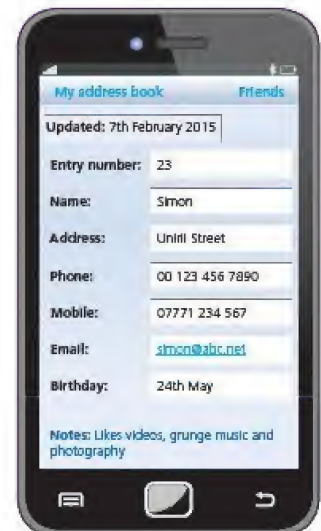 My address book Friends
Updated: 7th February 2015
Entry number: 23
Name: Simon
Address: Street
Phone: 00 123 456 7890
Mobile: 07771 234 567
Email: simon@abc.net
Birthday: 24th May
Notes: Likes videos, grunge music and
photography